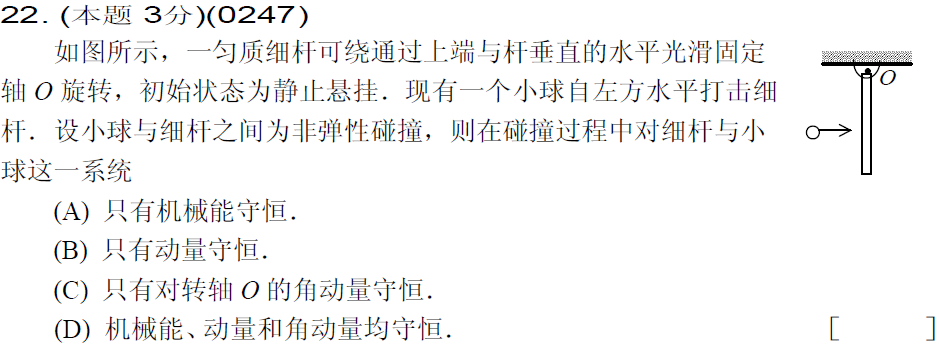 22. (本题 3分)(0247)
如图所示，一匀质细杆可绕通过上端与杆垂直的水平光滑固定
轴 O 旋转，初始状态为静止悬挂．现有一个小球自左方水平打击细
杆．设小球与细杆之间为非弹性碰撞，则在碰撞过程中对细杆与小
球这一系统
(A) 只有机械能守恒．
(B) 只有动量守恒．
(C) 只有对转轴 O 的角动量守恒．
(D) 机械能、动量和角动量均守恒． [ ]
O